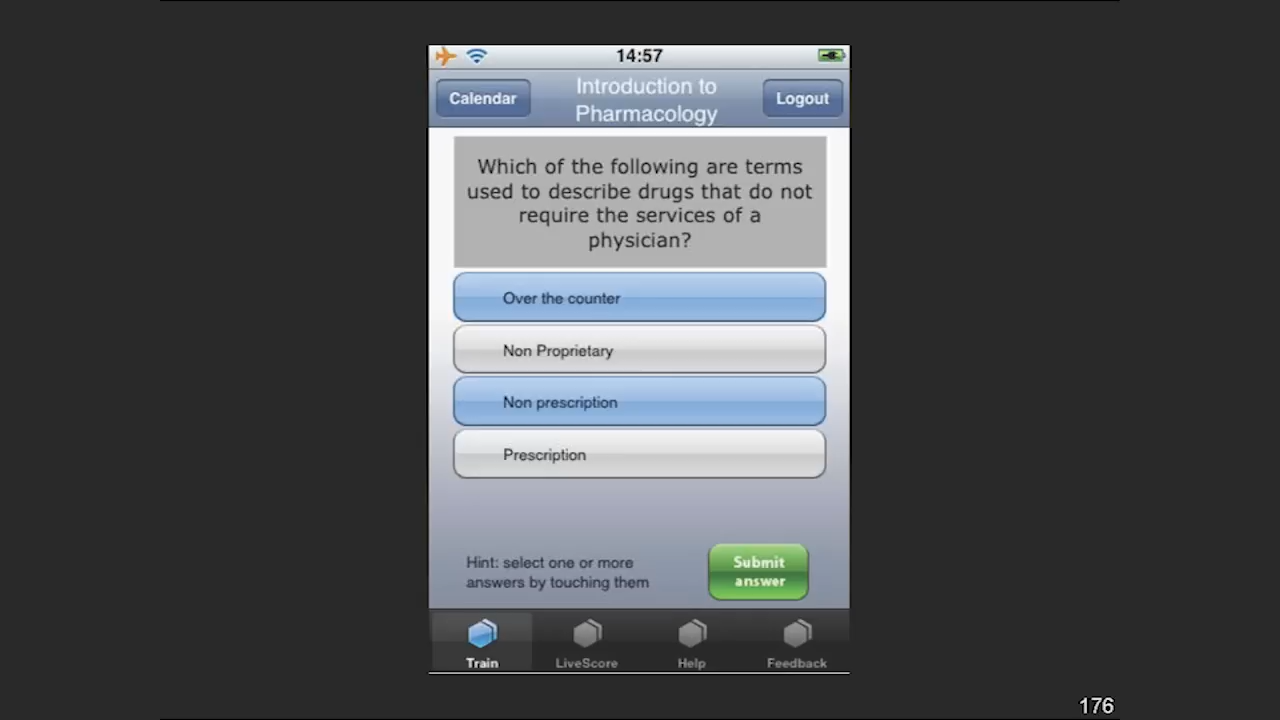 14:57
Calendar
Introduction to
Pharmacology
Logout
Which of the following are terms
used to describe drugs that do not
require the services of a
physician?
Over the counter
Non Proprietary
Non prescription
Prescription
Hint: select one or more
answers by touching them
Submit
answer
Train
LiveScore
Help
Feedback
176